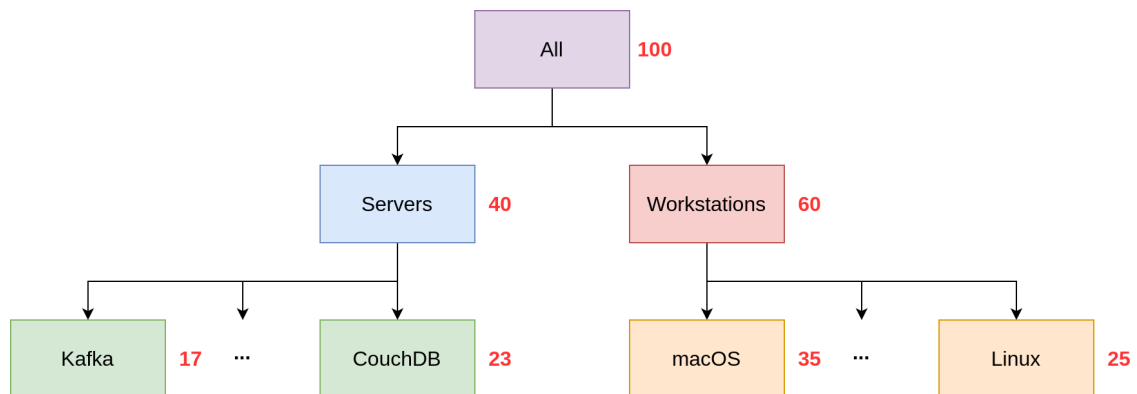 All 100
Servers 40 Workstations 60
Kafka 17 ... CouchDB 23 macOS 35 ... Linux 25